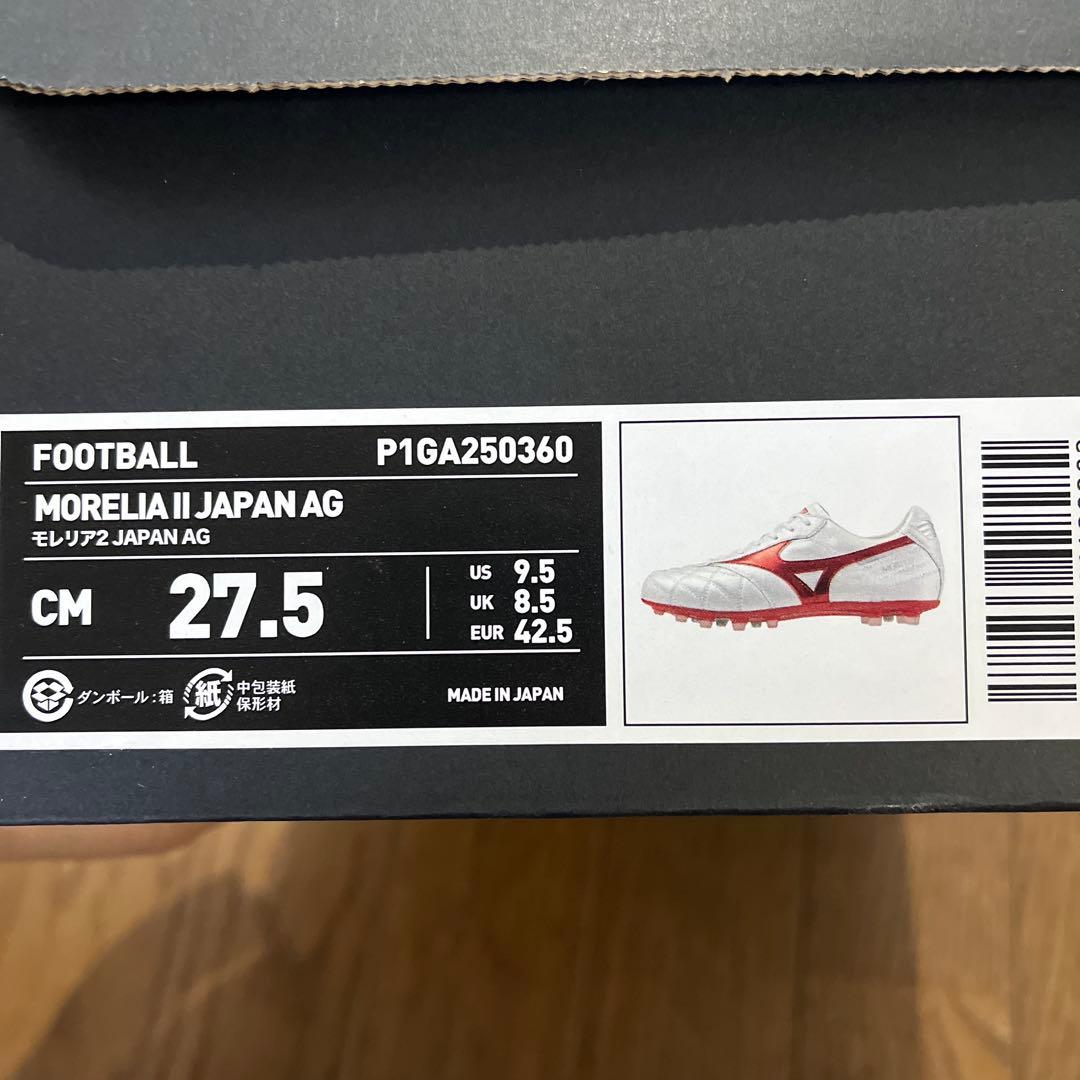 FOOTBALL P1GA250360
MORELIA II JAPAN AG
モレリア2 JAPAN AG
CM 27.5
US 9.5
UK 8.5
EUR 42.5
ダンボール:箱
紙
中包装紙
保形材
MADE IN JAPAN